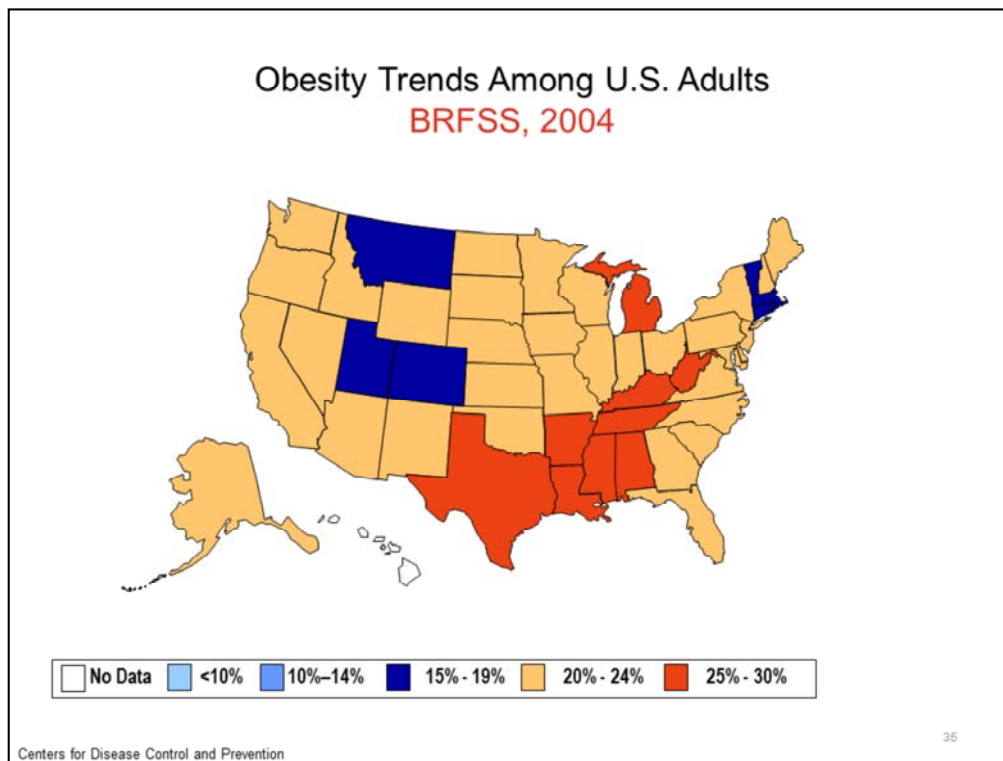 Obesity Trends Among U.S. Adults
BRFSS, 2004
No Data <10% 10%–14% 15% - 19% 20% - 24% 25% - 30%
35
Centers for Disease Control and Prevention